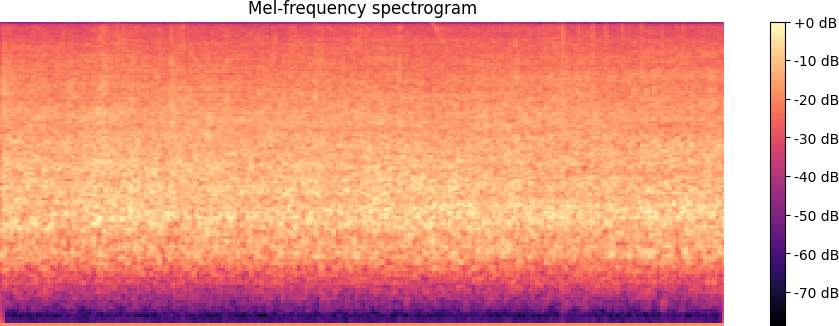 Mel-frequency spectrogram
+0 dB
-10 dB
-20 dB
-30 dB
-40 dB
-50 dB
-60 dB
-70 dB